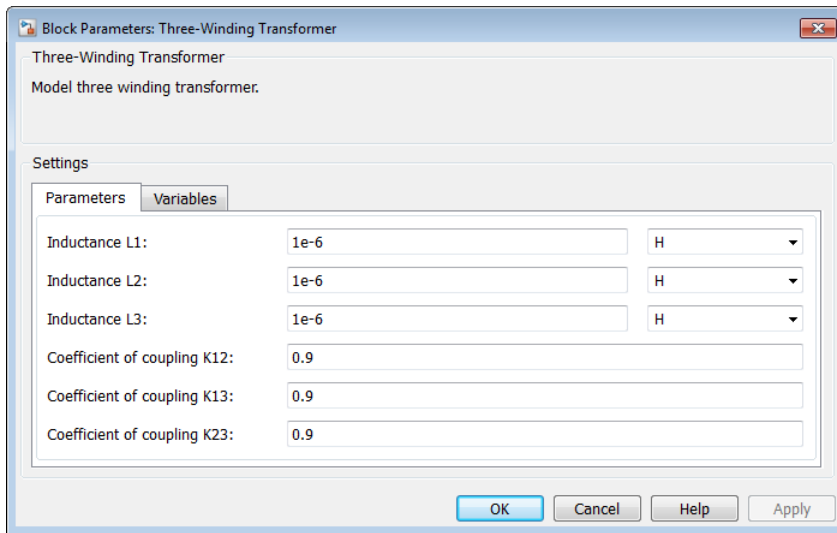 Block Parameters: Three-Winding Transformer
Three-Winding Transformer
Model three winding transformer.
Settings
Parameters Variables
Inductance L1: 1e-6 H
Inductance L2: 1e-6 H
Inductance L3: 1e-6 H
Coefficient of coupling K12: 0.9
Coefficient of coupling K13: 0.9
Coefficient of coupling K23: 0.9
OK Cancel Help Apply